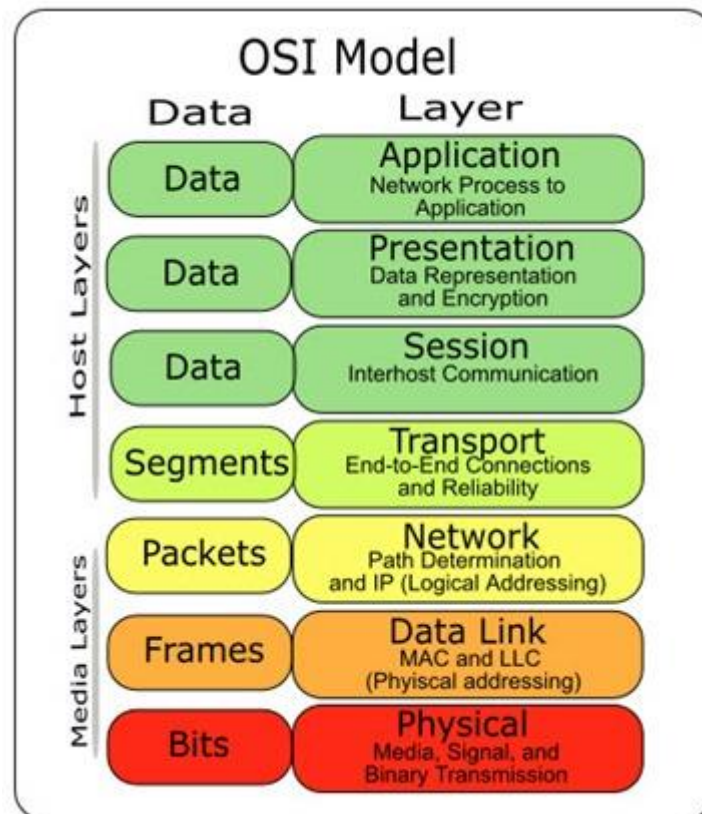 OSI Model
Data Layer
Host Layers
Data
Application
Network Process to
Application
Data
Presentation
Data Representation
and Encryption
Data
Session
Interhost Communication
Segments
Transport
End-to-End Connections
and Reliability
Media Layers
Packets
Network
Path Determination
and IP (Logical Addressing)
Frames
Data Link
MAC and LLC
(Phyiscal addressing)
Bits
Physical
Media, Signal, and
Binary Transmission